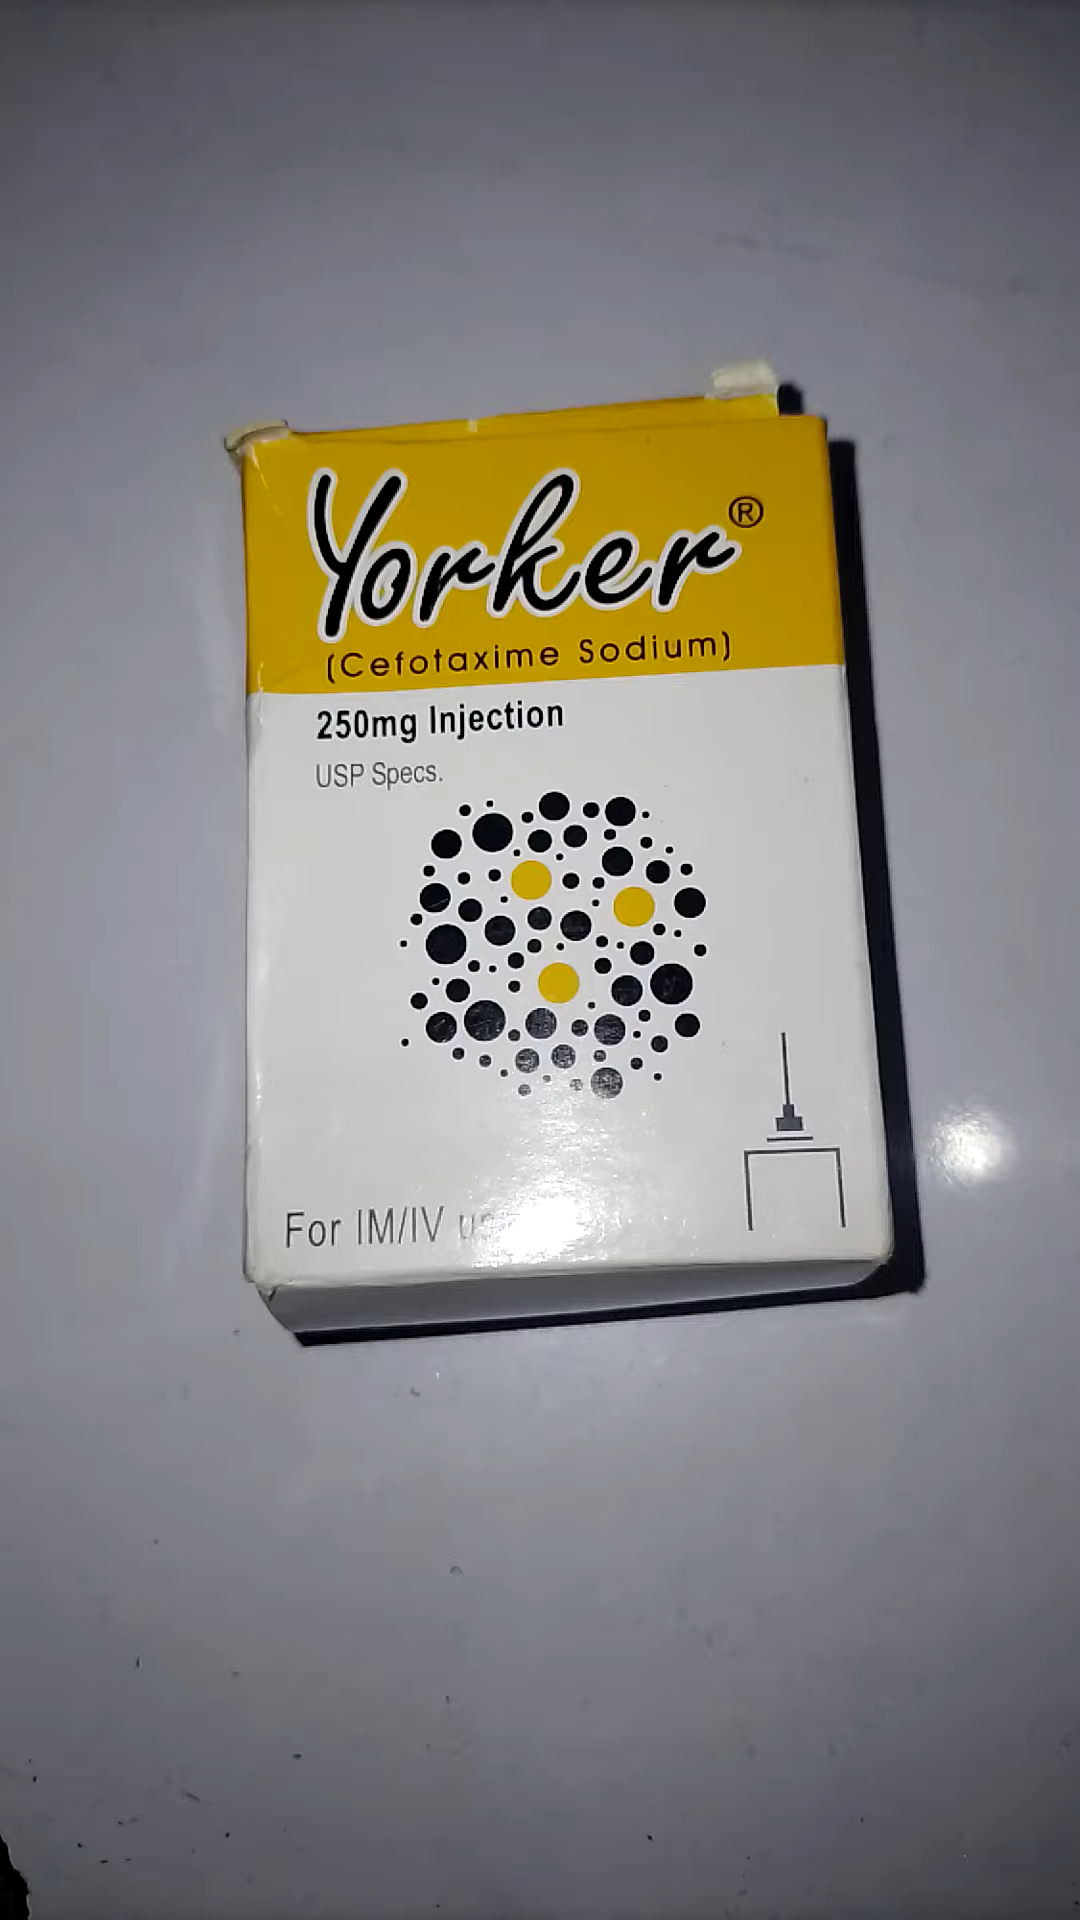 Yorker®
(Cefotaxime Sodium)
250mg Injection
USP Specs.
For IM/IV